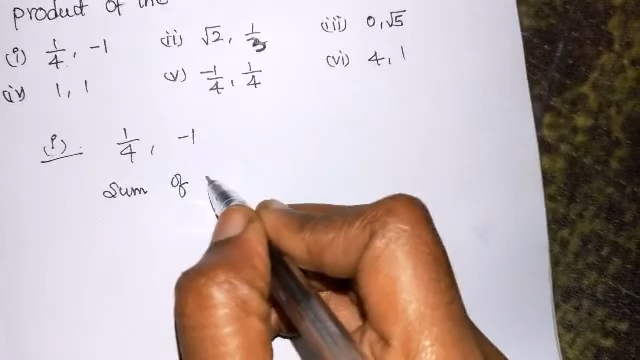 product of the
(i) 1/4, -1 (ii) √2, 1/3 (iii) 0, √5
(iv) 1, 1 (v) -1/4, 1/4 (vi) 4, 1
(i). 1/4, -1
Sum of